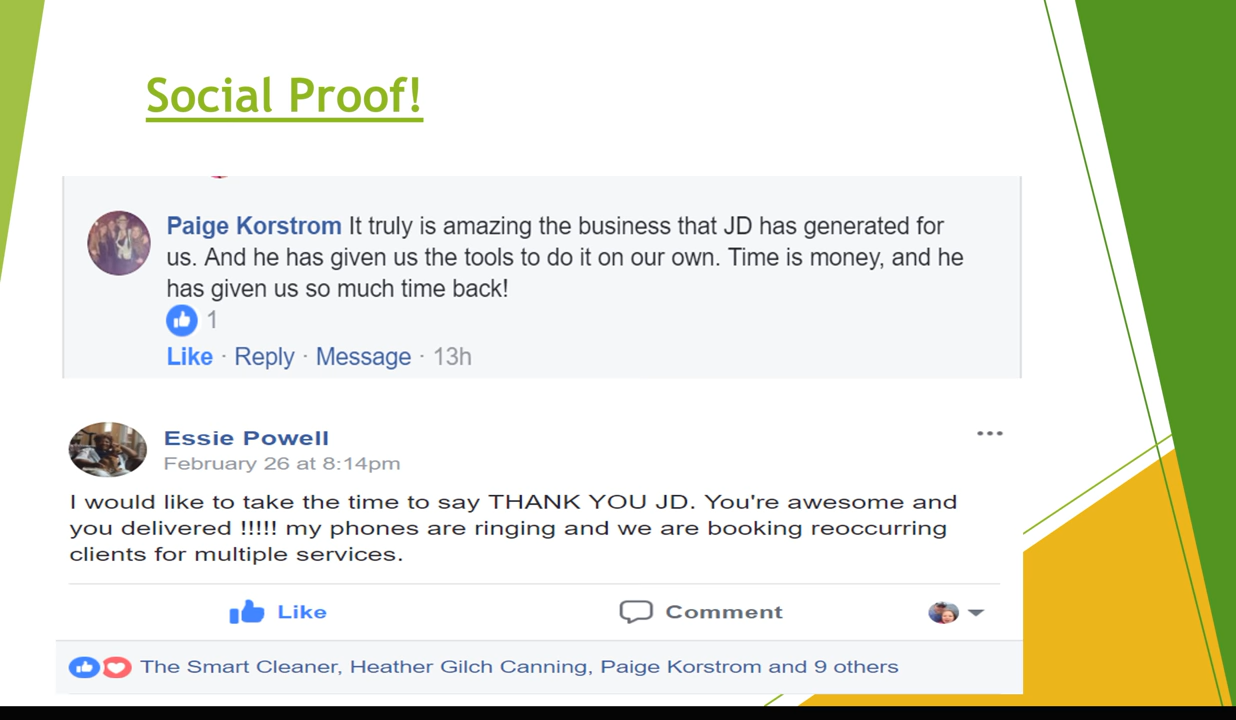 Social Proof!
Paige Korstrom It truly is amazing the business that JD has generated for
us. And he has given us the tools to do it on our own. Time is money, and he
has given us so much time back!
1
Like · Reply · Message · 13h
Essie Powell
February 26 at 8:14pm
I would like to take the time to say THANK YOU JD. You're awesome and
you delivered !!!!! my phones are ringing and we are booking reoccurring
clients for multiple services.
Like Comment
The Smart Cleaner, Heather Gilch Canning, Paige Korstrom and 9 others